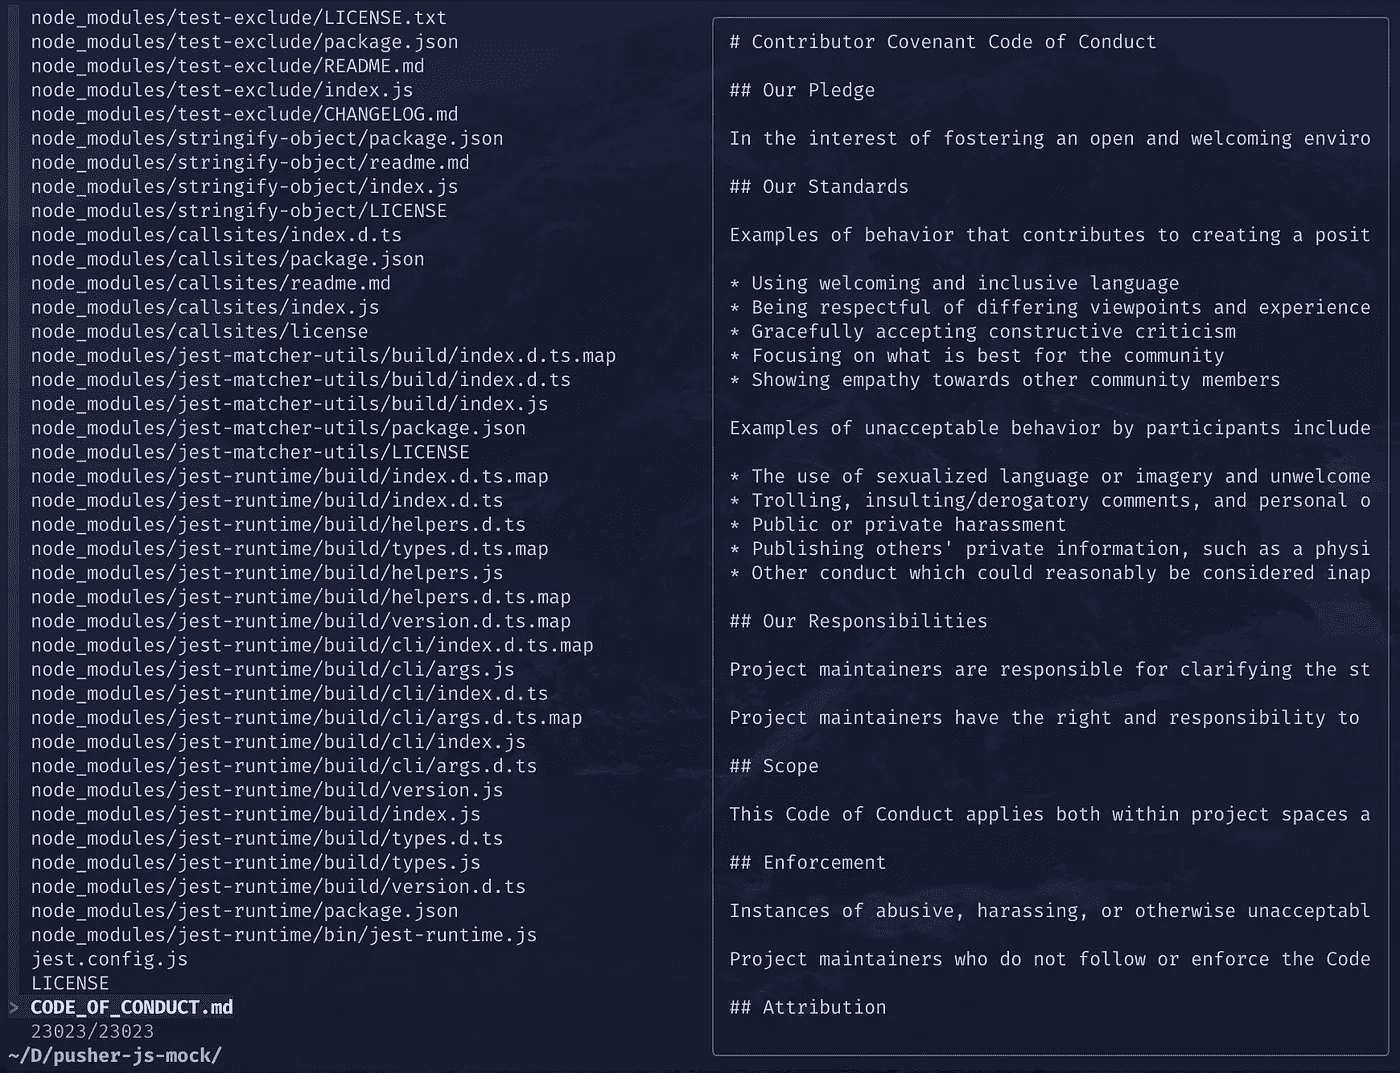 node_modules/test-exclude/LICENSE.txt
node_modules/test-exclude/package.json
node_modules/test-exclude/README.md
node_modules/test-exclude/index.js
node_modules/test-exclude/CHANGELOG.md
node_modules/stringify-object/package.json
node_modules/stringify-object/readme.md
node_modules/stringify-object/index.js
node_modules/stringify-object/LICENSE
node_modules/callsites/index.d.ts
node_modules/callsites/package.json
node_modules/callsites/readme.md
node_modules/callsites/index.js
node_modules/callsites/license
node_modules/jest-matcher-utils/build/index.d.ts.map
node_modules/jest-matcher-utils/build/index.d.ts
node_modules/jest-matcher-utils/build/index.js
node_modules/jest-matcher-utils/package.json
node_modules/jest-matcher-utils/LICENSE
node_modules/jest-runtime/build/index.d.ts.map
node_modules/jest-runtime/build/index.d.ts
node_modules/jest-runtime/build/helpers.d.ts
node_modules/jest-runtime/build/types.d.ts.map
node_modules/jest-runtime/build/helpers.js
node_modules/jest-runtime/build/helpers.d.ts.map
node_modules/jest-runtime/build/version.d.ts.map
node_modules/jest-runtime/build/cli/index.d.ts.map
node_modules/jest-runtime/build/cli/args.js
node_modules/jest-runtime/build/cli/index.d.ts
node_modules/jest-runtime/build/cli/args.d.ts.map
node_modules/jest-runtime/build/cli/index.js
node_modules/jest-runtime/build/cli/args.d.ts
node_modules/jest-runtime/build/version.js
node_modules/jest-runtime/build/index.js
node_modules/jest-runtime/build/types.d.ts
node_modules/jest-runtime/build/types.js
node_modules/jest-runtime/build/version.d.ts
node_modules/jest-runtime/package.json
node_modules/jest-runtime/bin/jest-runtime.js
jest.config.js
LICENSE
> CODE_OF_CONDUCT.md
23023/23023
~/D/pusher-js-mock/
# Contributor Covenant Code of Conduct
## Our Pledge
In the interest of fostering an open and welcoming enviro
## Our Standards
Examples of behavior that contributes to creating a posit
* Using welcoming and inclusive language
* Being respectful of differing viewpoints and experience
* Gracefully accepting constructive criticism
* Focusing on what is best for the community
* Showing empathy towards other community members
Examples of unacceptable behavior by participants include
* The use of sexualized language or imagery and unwelcome
* Trolling, insulting/derogatory comments, and personal o
* Public or private harassment
* Publishing others' private information, such as a physi
* Other conduct which could reasonably be considered inap
## Our Responsibilities
Project maintainers are responsible for clarifying the st
Project maintainers have the right and responsibility to
## Scope
This Code of Conduct applies both within project spaces a
## Enforcement
Instances of abusive, harassing, or otherwise unacceptabl
Project maintainers who do not follow or enforce the Code
## Attribution